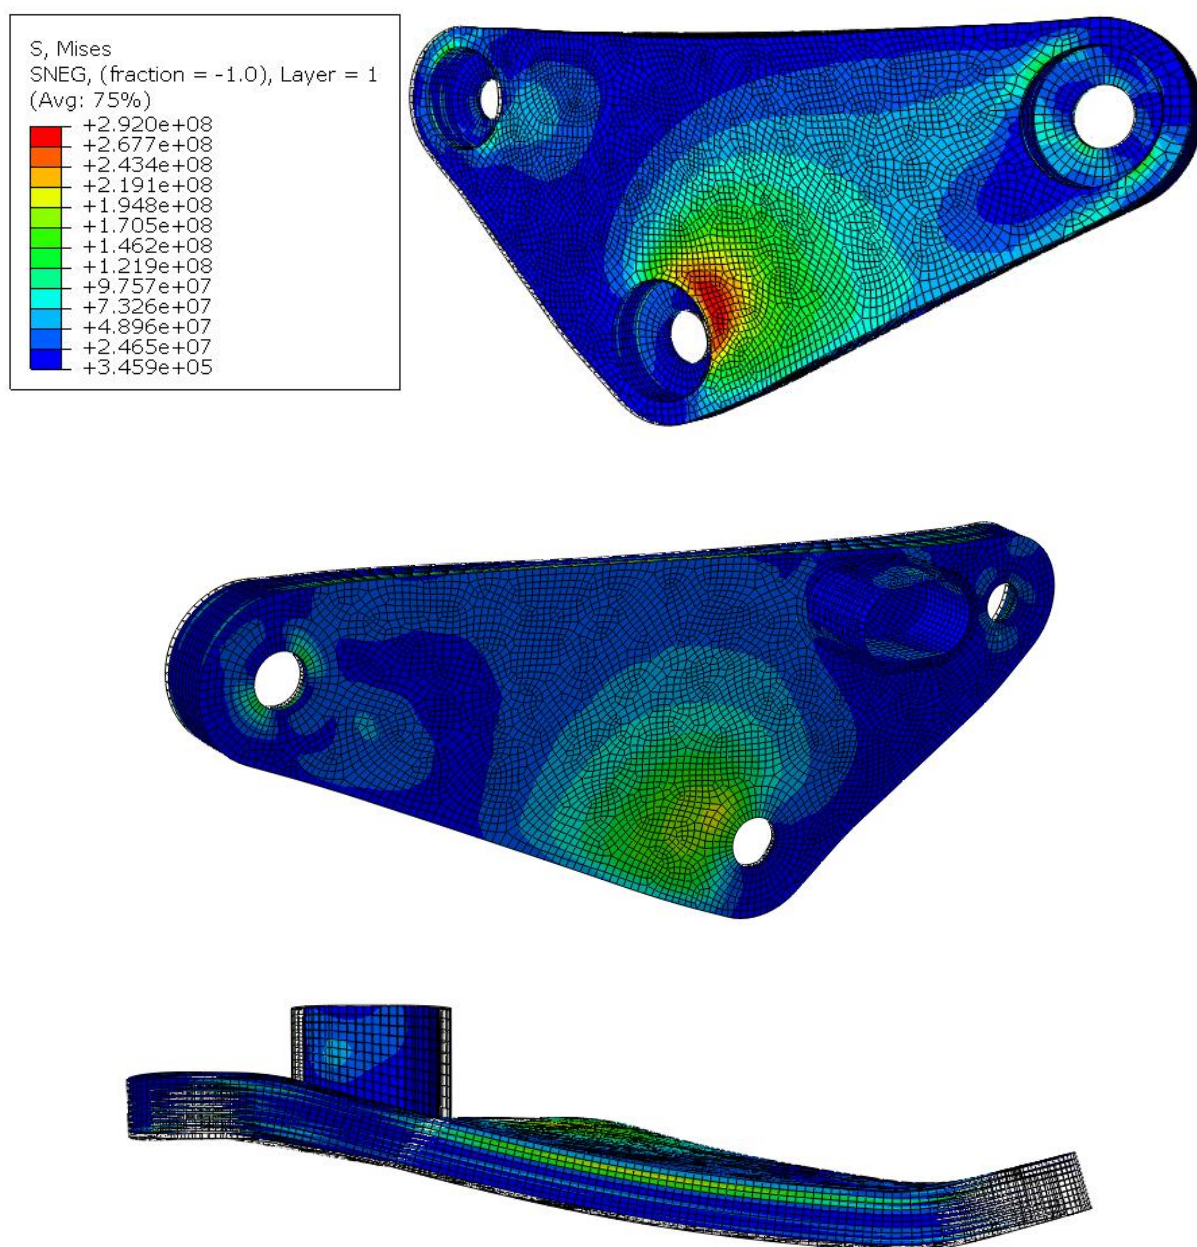 S, Mises
SNEG, (fraction = -1.0), Layer = 1
(Avg: 75%)
+2.920e+08
+2.677e+08
+2.434e+08
+2.191e+08
+1.948e+08
+1.705e+08
+1.462e+08
+1.219e+08
+9.757e+07
+7.326e+07
+4.896e+07
+2.465e+07
+3.459e+05